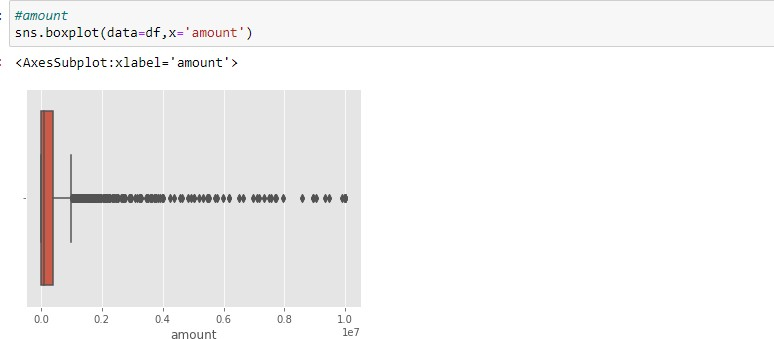 #amount
sns.boxplot(data=df,x='amount')
<AxesSubplot:xlabel='amount'>
0.0 0.2 0.4 0.6 0.8 1.0
1e7
amount